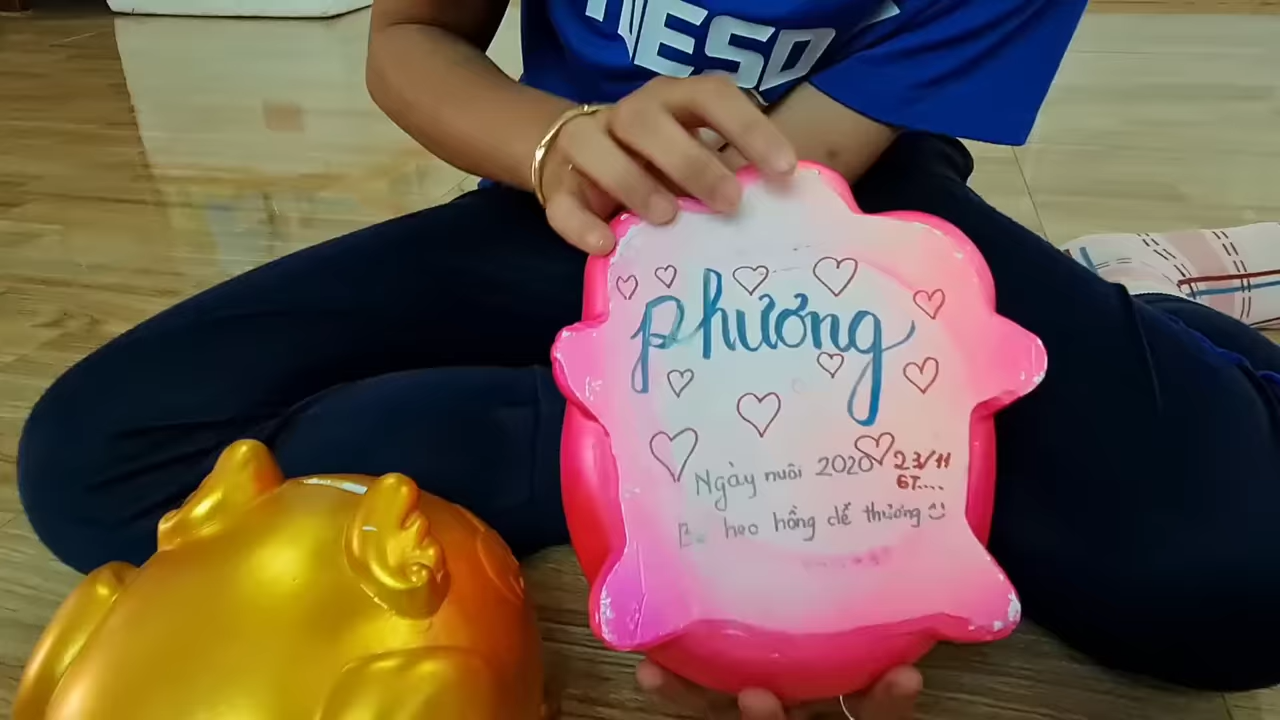 phương
Ngày nuôi 2020 23/11
6T....
heo hồng dễ thương